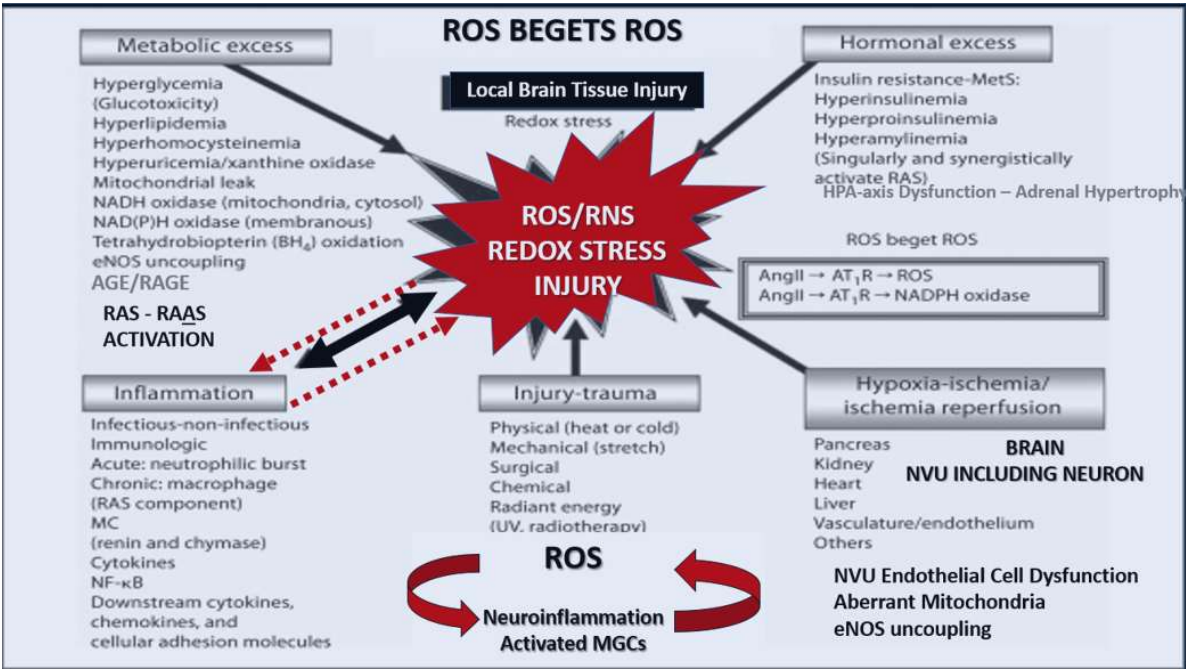 ROS BEGETS ROS
Metabolic excess
Hyperglycemia
(Glucotoxicity)
Hyperlipidemia
Hyperhomocysteinemia
Hyperuricemia/xanthine oxidase
Mitochondrial leak
NADH oxidase (mitochondria, cytosol)
NAD(P)H oxidase (membranous)
Tetrahydrobiopterin (BH₄) oxidation
eNOS uncoupling
AGE/RAGE
RAS - RAAS
ACTIVATION
Local Brain Tissue Injury
Redox stress
ROS/RNS
REDOX STRESS
INJURY
Hormonal excess
Insulin resistance-MetS:
Hyperinsulinemia
Hyperproinsulinemia
Hyperamylinemia
(Singularly and synergistically
activate RAS)
HPA-axis Dysfunction – Adrenal Hypertrophy
ROS beget ROS
AngII → AT₁R → ROS
AngII → AT₁R → NADPH oxidase
Inflammation
Infectious-non-infectious
Immunologic
Acute: neutrophilic burst
Chronic: macrophage
(RAS component)
MC
(renin and chymase)
Cytokines
NF-κB
Downstream cytokines,
chemokines, and
cellular adhesion molecules
Injury-trauma
Physical (heat or cold)
Mechanical (stretch)
Surgical
Chemical
Radiant energy
(UV, radiotherapy)
ROS
Neuroinflammation
Activated MGCs
Hypoxia-ischemia/
ischemia reperfusion
Pancreas
Kidney
Heart
Liver
Vasculature/endothelium
Others
BRAIN
NVU INCLUDING NEURON
NVU Endothelial Cell Dysfunction
Aberrant Mitochondria
eNOS uncoupling